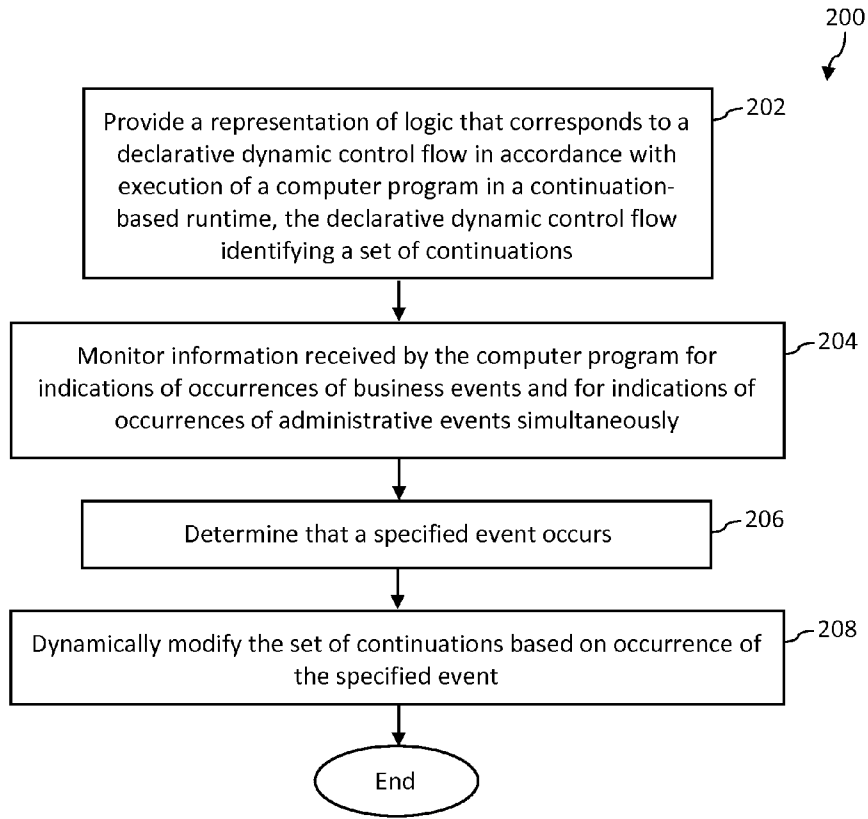 200
202
Provide a representation of logic that corresponds to a
declarative dynamic control flow in accordance with
execution of a computer program in a continuation-
based runtime, the declarative dynamic control flow
identifying a set of continuations
204
Monitor information received by the computer program for
indications of occurrences of business events and for indications of
occurrences of administrative events simultaneously
206
Determine that a specified event occurs
208
Dynamically modify the set of continuations based on occurrence of
the specified event
End